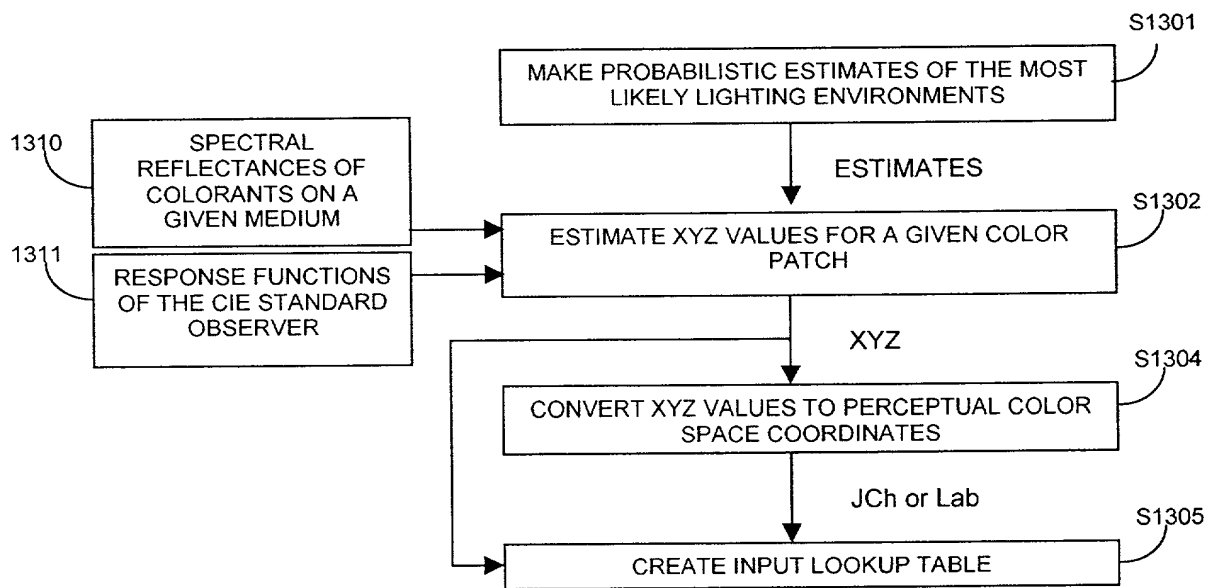 S1301
MAKE PROBABILISTIC ESTIMATES OF THE MOST
LIKELY LIGHTING ENVIRONMENTS
1310
SPECTRAL
REFLECTANCES OF
COLORANTS ON A
GIVEN MEDIUM
ESTIMATES
S1302
ESTIMATE XYZ VALUES FOR A GIVEN COLOR
PATCH
1311
RESPONSE FUNCTIONS
OF THE CIE STANDARD
OBSERVER
XYZ
S1304
CONVERT XYZ VALUES TO PERCEPTUAL COLOR
SPACE COORDINATES
JCh or Lab
S1305
CREATE INPUT LOOKUP TABLE